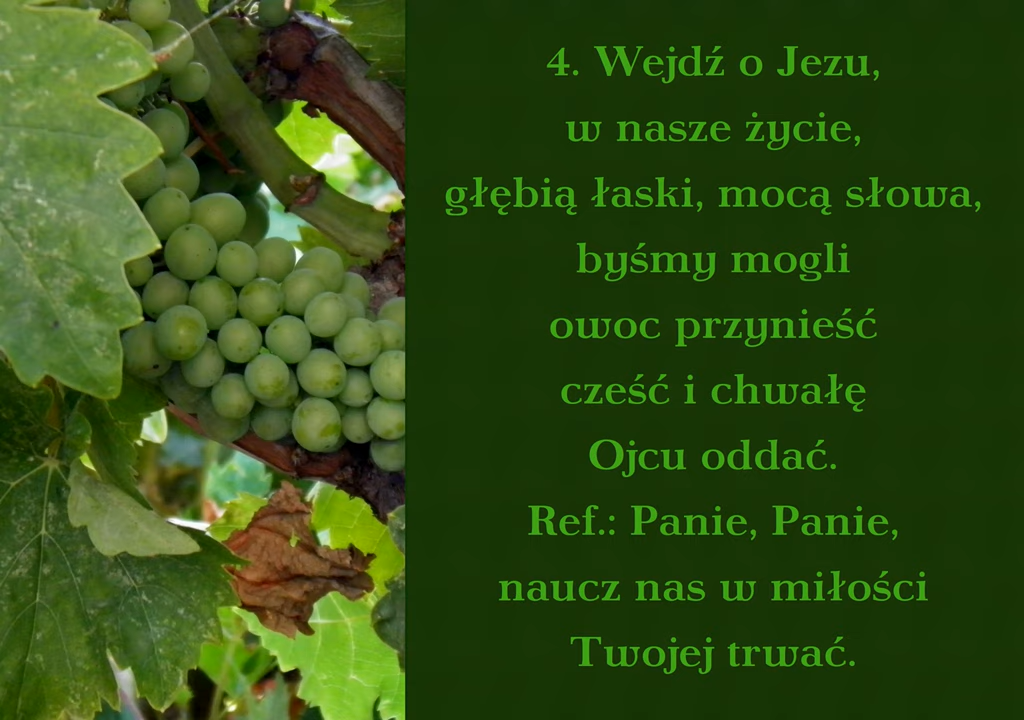 4. Wejdź o Jezu,
w nasze życie,
głębią łaski, mocą słowa,
byśmy mogli
owoc przynieść
cześć i chwałę
Ojcu oddać.
Ref.: Panie, Panie,
naucz nas w miłości
Twojej trwać.